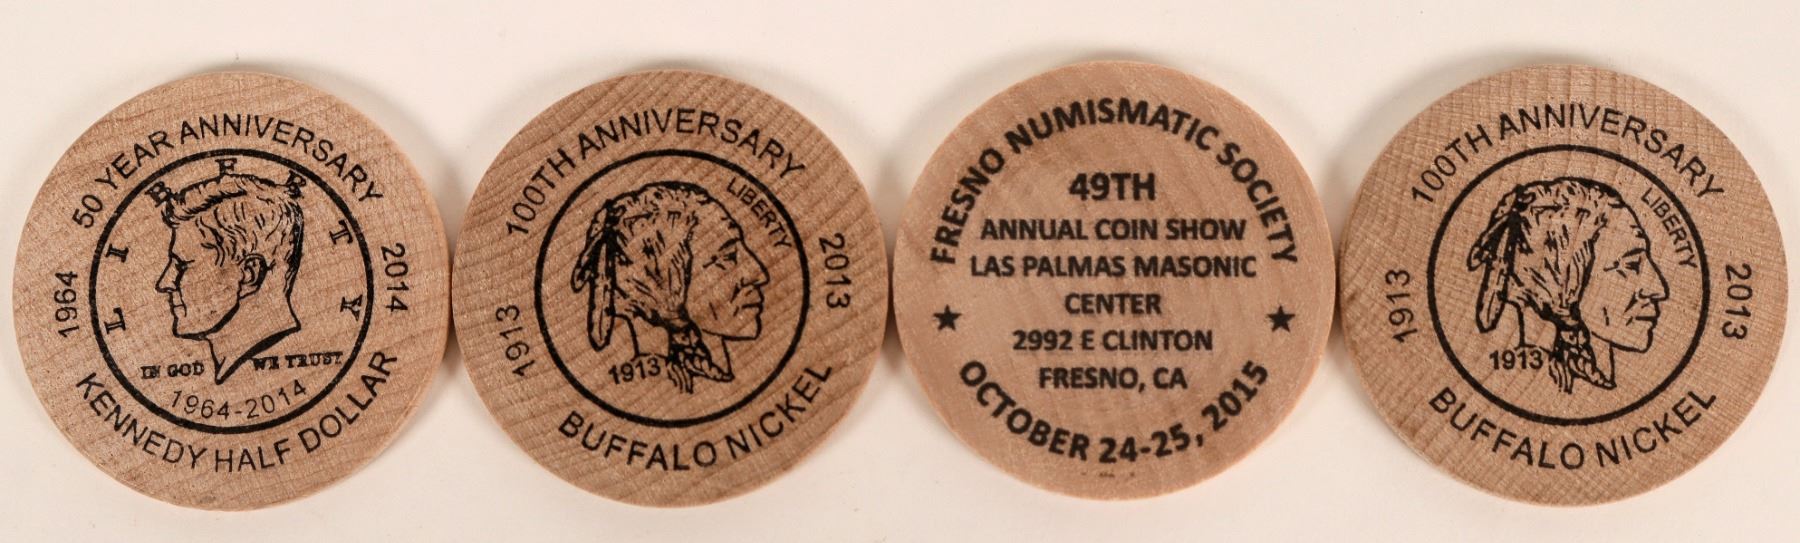 50 YEAR ANNIVERSARY
1964
2014
LIBERTY
IN GOD WE TRUST
1964-2014
KENNEDY HALF DOLLAR
100TH ANNIVERSARY
1913
2013
LIBERTY
1913
BUFFALO NICKEL
FRESNO NUMISMATIC SOCIETY
49TH
ANNUAL COIN SHOW
LAS PALMAS MASONIC
CENTER
2992 E CLINTON
FRESNO, CA
OCTOBER 24-25, 2015
100TH ANNIVERSARY
1913
2013
LIBERTY
1913
BUFFALO NICKEL